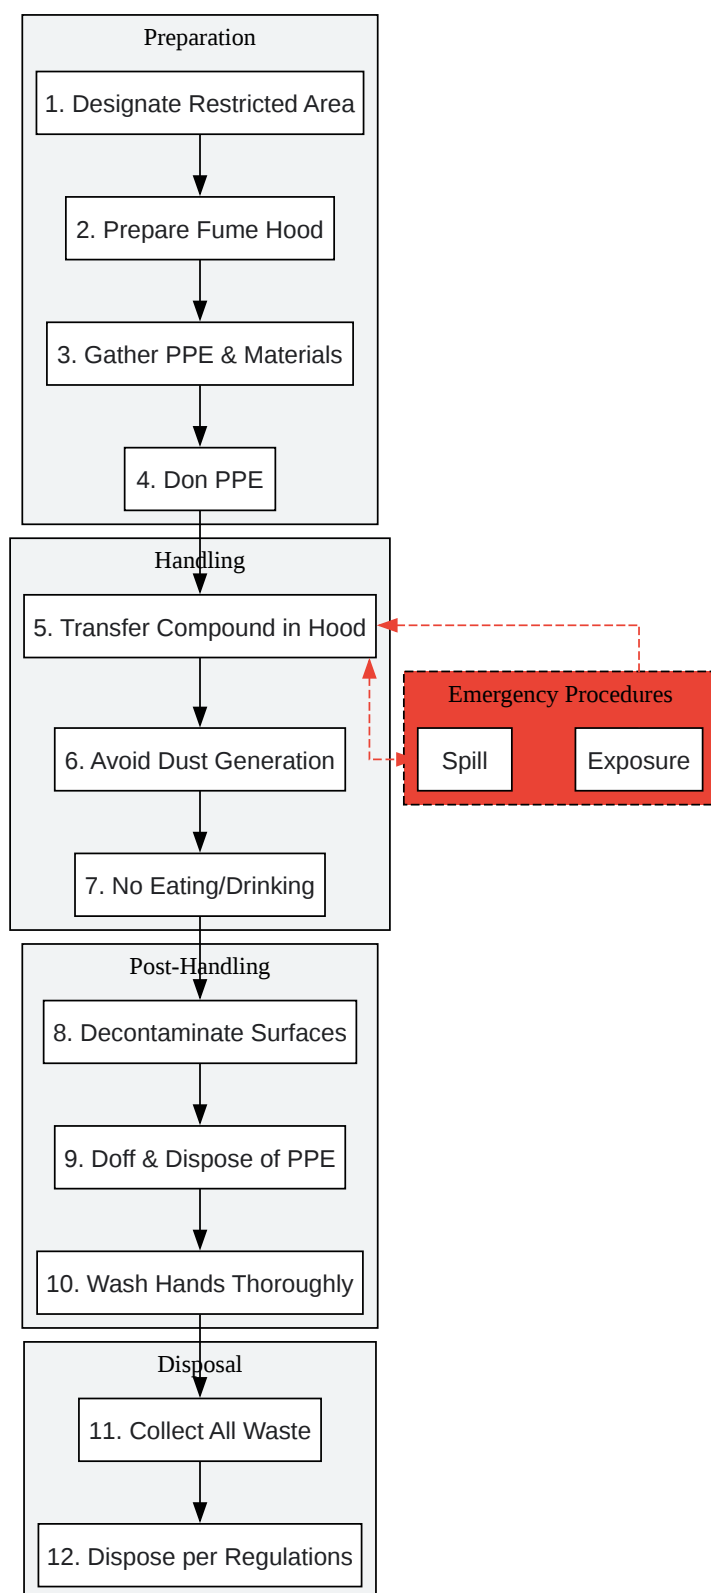 Preparation
1. Designate Restricted Area
2. Prepare Fume Hood
3. Gather PPE & Materials
4. Don PPE
Handling
5. Transfer Compound in Hood
Emergency Procedures
Spill
Exposure
6. Avoid Dust Generation
7. No Eating/Drinking
Post-Handling
8. Decontaminate Surfaces
9. Doff & Dispose of PPE
10. Wash Hands Thoroughly
Disposal
11. Collect All Waste
12. Dispose per Regulations